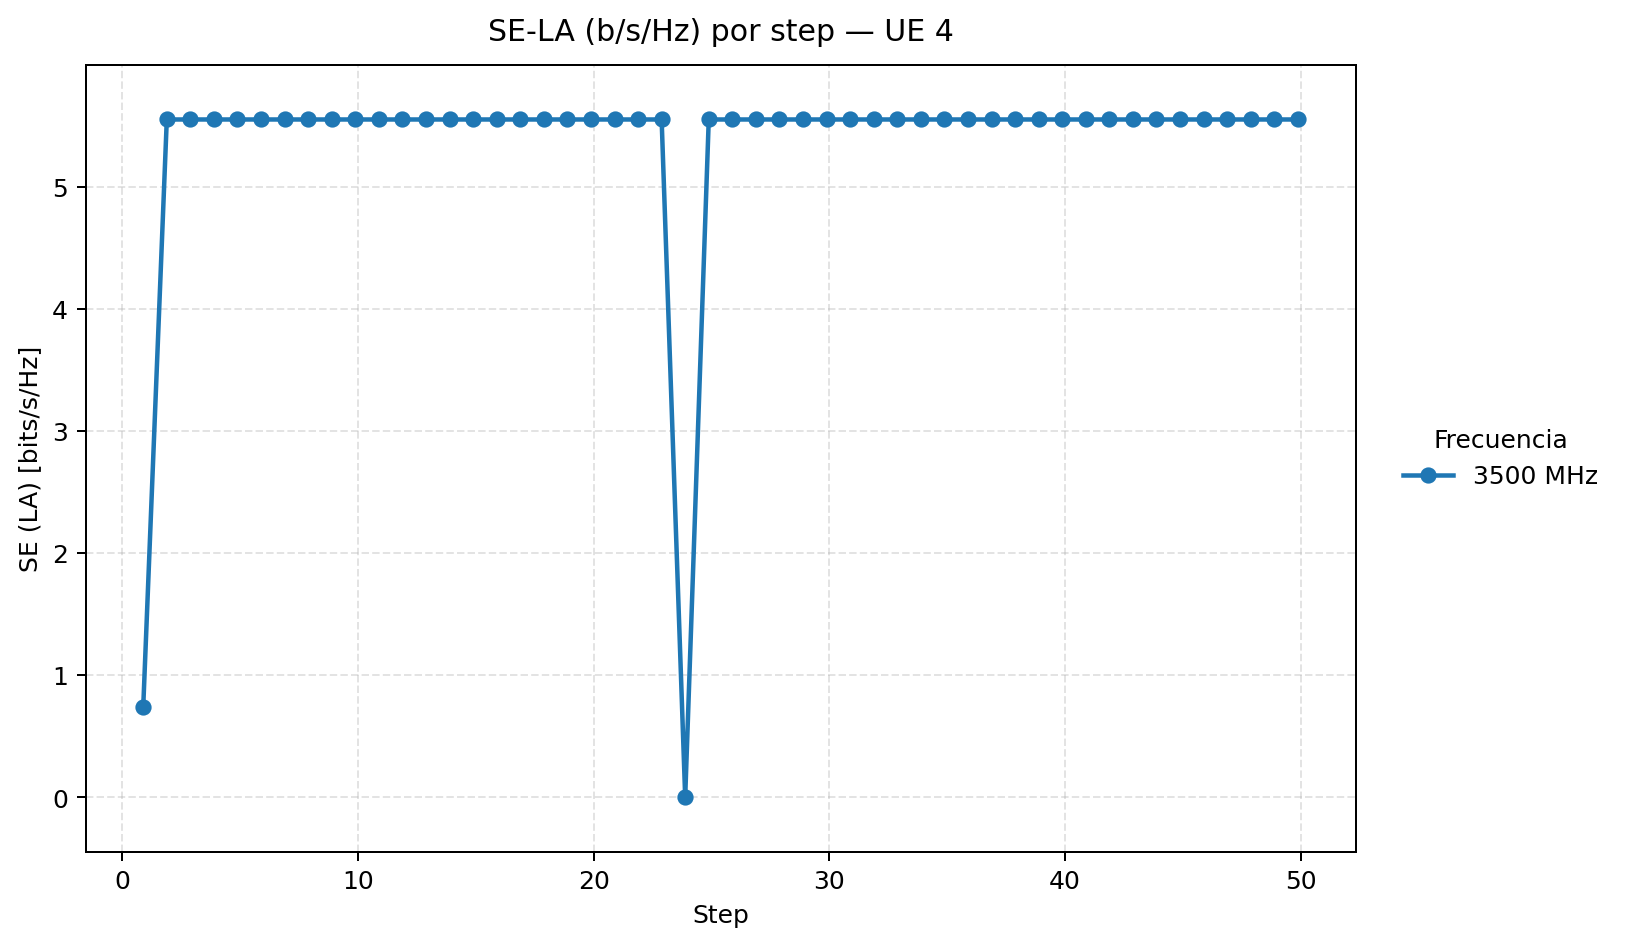 SE-LA (b/s/Hz) por step — UE 4
SE (LA) [bits/s/Hz]
5
4
3
2
1
0
0 10 20 30 40 50
Step
Frecuencia
3500 MHz